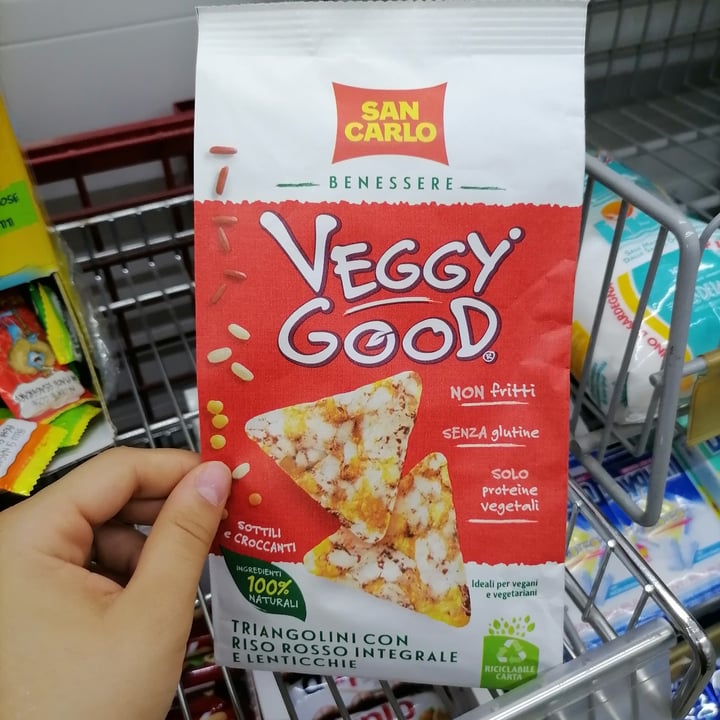 SAN
CARLO
BENESSERE
VEGGY
GOOD®
NON fritti
SENZA glutine
SOLO
proteine
vegetali
SOTTILI
e CROCCANTI
INGREDIENTI
100%
NATURALI
Ideali per vegani
e vegetariani
TRIANGOLINI CON
RISO ROSSO INTEGRALE
E LENTICCHIE
RICICLABILE
CARTA